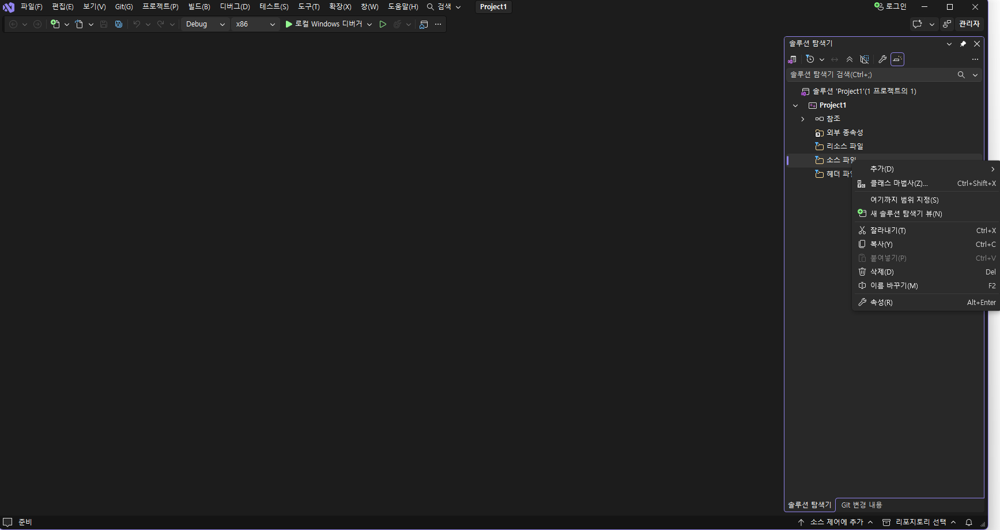 파일(F) 편집(E) 보기(V) Git(G) 프로젝트(P) 빌드(B) 디버그(D) 테스트(S) 도구(T) 확장(X) 창(W) 도움말(H) 검색 Project1 로그인
Debug x86 로컬 Windows 디버거 관리자
솔루션 탐색기
솔루션 탐색기 검색(Ctrl+;)
솔루션 'Project1'(1 프로젝트의 1)
Project1
참조
외부 종속성
리소스 파일
소스 파일
헤더 파일
추가(D)
클래스 마법사(Z)... Ctrl+Shift+X
여기까지 범위 지정(S)
새 솔루션 탐색기 뷰(N)
잘라내기(T) Ctrl+X
복사(Y) Ctrl+C
붙여넣기(P) Ctrl+V
삭제(D) Del
이름 바꾸기(M) F2
속성(R) Alt+Enter
솔루션 탐색기 Git 변경 내용
준비 소스 제어에 추가 리포지토리 선택